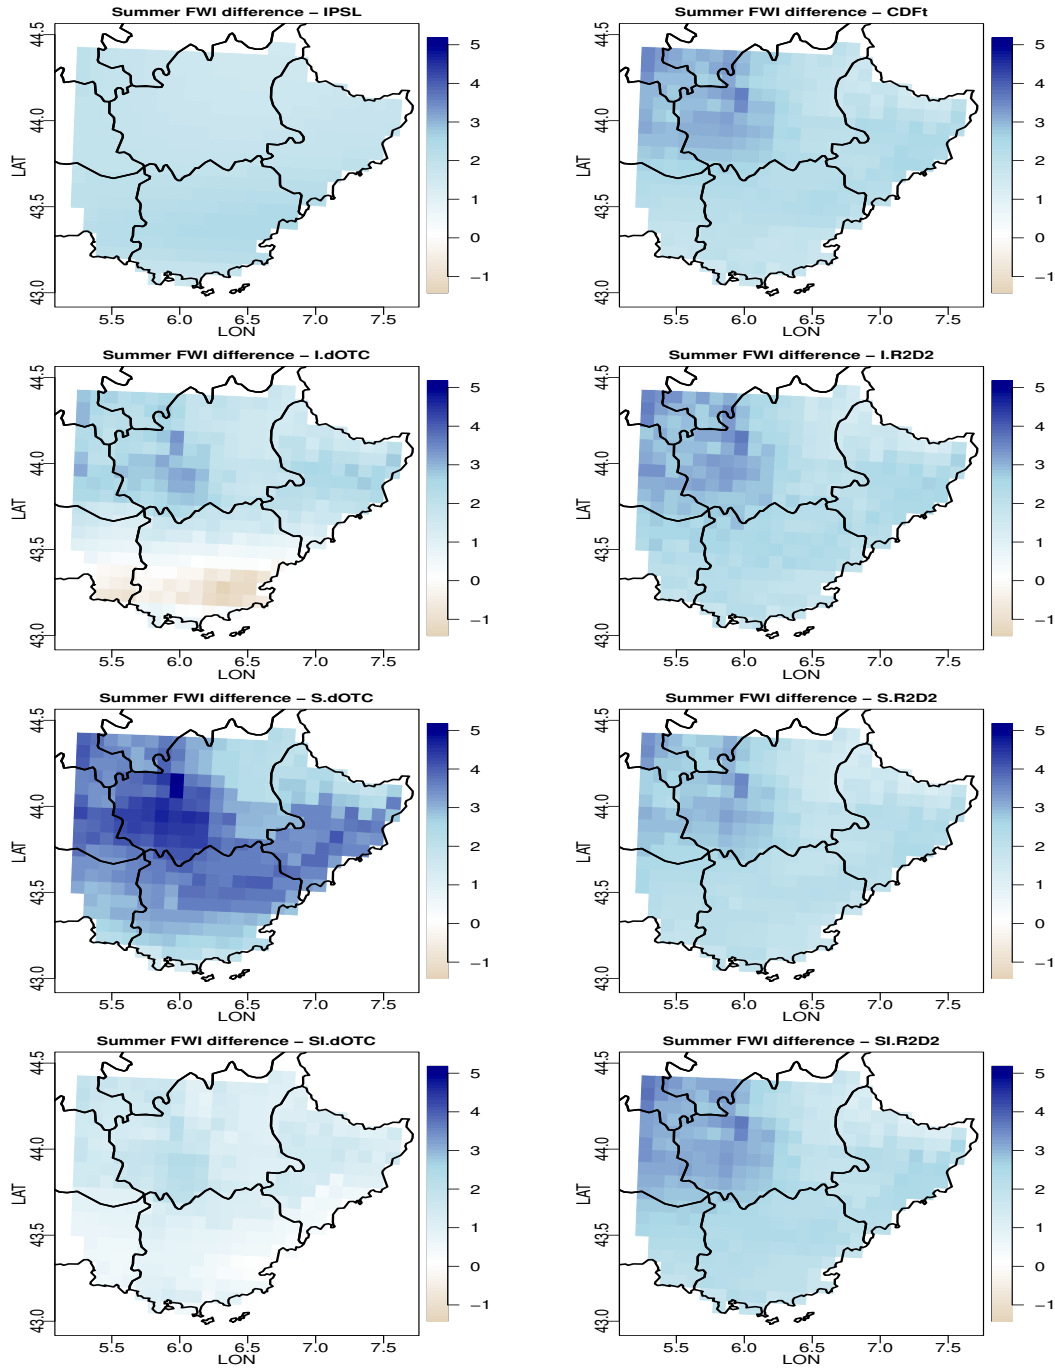 Summer FWI difference – IPSL
LAT
44.5
44.0
43.5
43.0
5.5 6.0 6.5 7.0 7.5
LON
5
4
3
2
1
0
−1
Summer FWI difference – CDFt
LAT
44.5
44.0
43.5
43.0
5.5 6.0 6.5 7.0 7.5
LON
5
4
3
2
1
0
−1
Summer FWI difference – I.dOTC
LAT
44.5
44.0
43.5
43.0
5.5 6.0 6.5 7.0 7.5
LON
5
4
3
2
1
0
−1
Summer FWI difference – I.R2D2
LAT
44.5
44.0
43.5
43.0
5.5 6.0 6.5 7.0 7.5
LON
5
4
3
2
1
0
−1
Summer FWI difference – S.dOTC
LAT
44.5
44.0
43.5
43.0
5.5 6.0 6.5 7.0 7.5
LON
5
4
3
2
1
0
−1
Summer FWI difference – S.R2D2
LAT
44.5
44.0
43.5
43.0
5.5 6.0 6.5 7.0 7.5
LON
5
4
3
2
1
0
−1
Summer FWI difference – SI.dOTC
LAT
44.5
44.0
43.5
43.0
5.5 6.0 6.5 7.0 7.5
LON
5
4
3
2
1
0
−1
Summer FWI difference – SI.R2D2
LAT
44.5
44.0
43.5
43.0
5.5 6.0 6.5 7.0 7.5
LON
5
4
3
2
1
0
−1